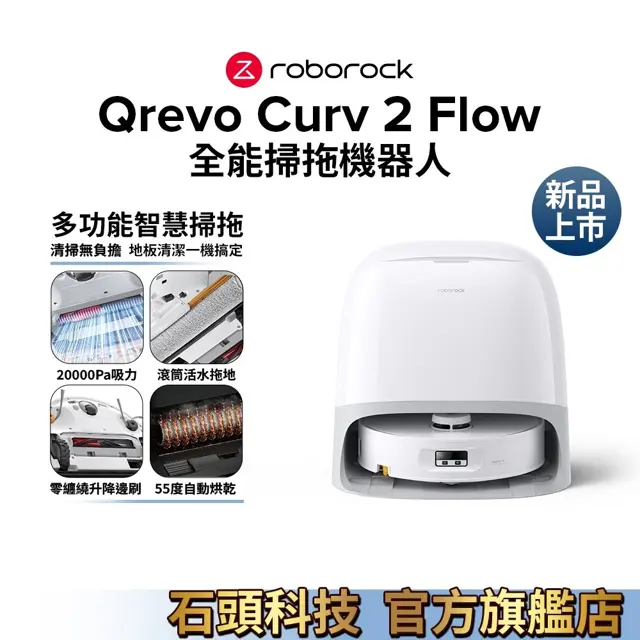 roborock
Qrevo Curv 2 Flow
全能掃拖機器人
新品
上市
多功能智慧掃拖
清掃無負擔 地板清潔一機搞定
20000Pa吸力
滾筒活水拖地
零纏繞升降邊刷
55度自動烘乾
roborock
石頭科技 官方旗艦店